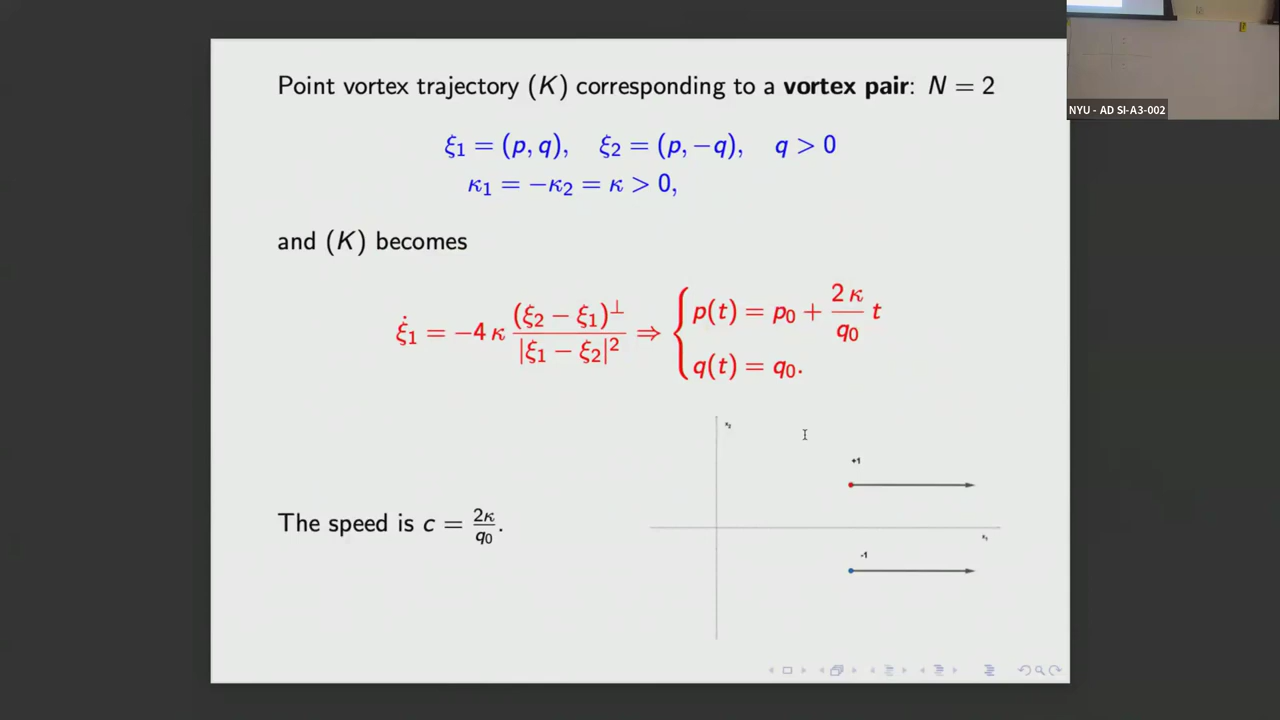 Point vortex trajectory (K) corresponding to a vortex pair: N = 2
ξ₁ = (p, q), ξ₂ = (p, −q), q > 0
κ₁ = −κ₂ = κ > 0,
and (K) becomes
ξ̇₁ = −4 κ (ξ₂ − ξ₁)^⊥ / |ξ₁ − ξ₂|² ⇒ { p(t) = p₀ + 2 κ / q₀ t
q(t) = q₀.
+1
The speed is c = 2κ/q₀.
-1
NYU - AD SI-A3-002